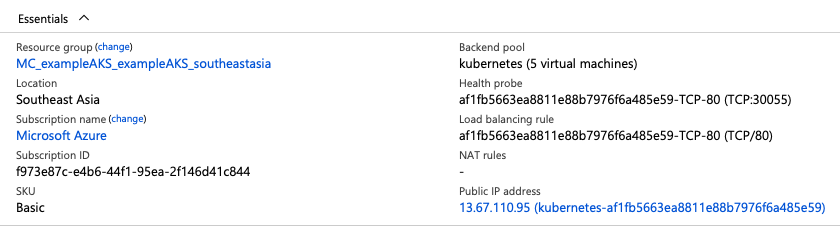 Essentials
Resource group (change)
MC_exampleAKS_exampleAKS_southeastasia
Location
Southeast Asia
Subscription name (change)
Microsoft Azure
Subscription ID
f973e87c-e4b6-44f1-95ea-2f146d41c844
SKU
Basic
Backend pool
kubernetes (5 virtual machines)
Health probe
af1fb5663ea8811e88b7976f6a485e59-TCP-80 (TCP:30055)
Load balancing rule
af1fb5663ea8811e88b7976f6a485e59-TCP-80 (TCP/80)
NAT rules
-
Public IP address
13.67.110.95 (kubernetes-af1fb5663ea8811e88b7976f6a485e59)